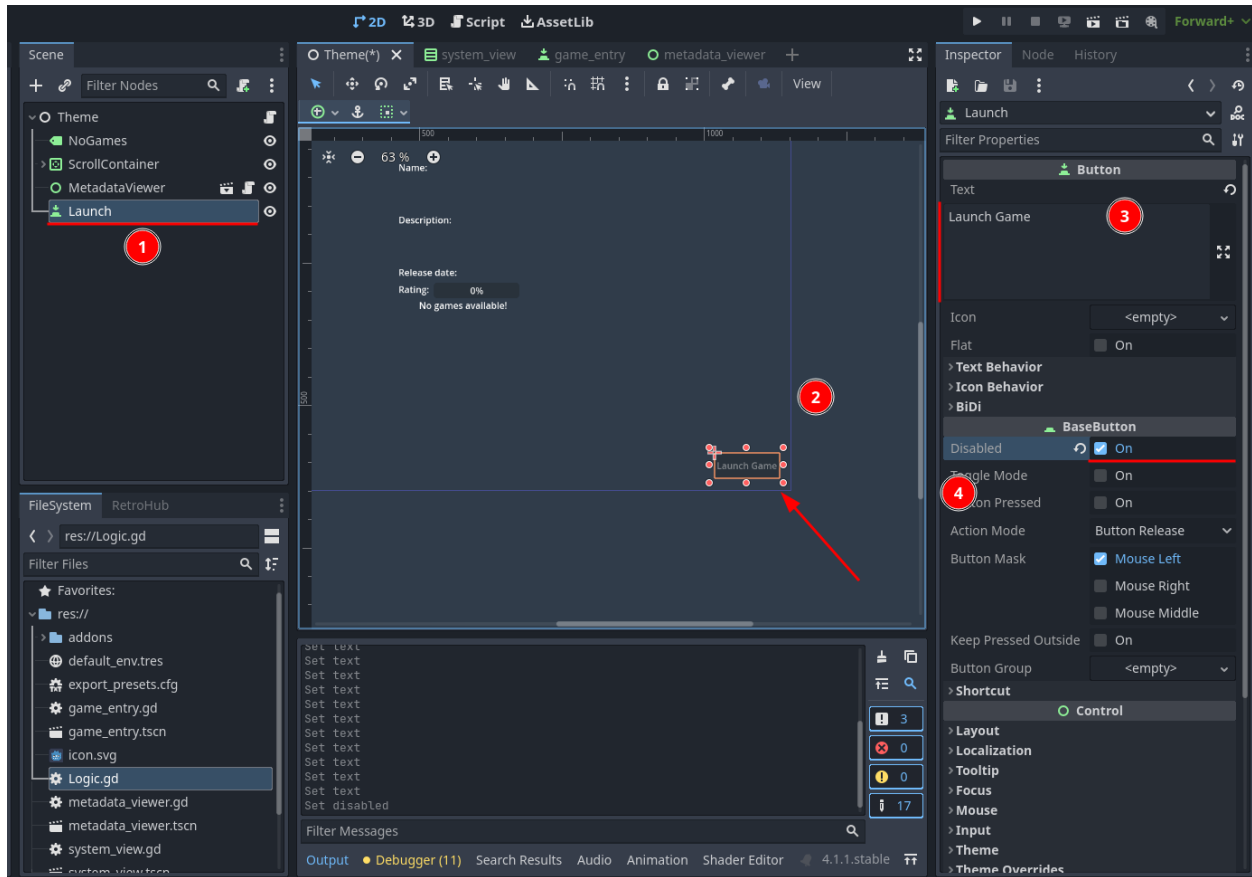 2D 3D Script AssetLib Forward+
Scene
Filter Nodes
Theme
NoGames
ScrollContainer
MetadataViewer
Launch
1
FileSystem RetroHub
res://Logic.gd
Filter Files
Favorites:
res://
addons
default_env.tres
export_presets.cfg
game_entry.gd
game_entry.tscn
icon.svg
Logic.gd
metadata_viewer.gd
metadata_viewer.tscn
system_view.gd
system_view.tscn
Theme(*) system_view game_entry metadata_viewer
View
500 1000
63 %
Name:
Description:
Release date:
Rating: 0%
No games available!
500
2
Launch Game
Set text
Set text
Set text
Set text
Set text
Set text
Set text
Set text
Set text
Set text
Set text
Set disabled
3
0
0
17
Filter Messages
Output Debugger (11) Search Results Audio Animation Shader Editor 4.1.1.stable
Inspector Node History
Launch
DOC
Filter Properties
Button
Text
Launch Game
3
Icon <empty>
Flat On
Text Behavior
Icon Behavior
BiDi
BaseButton
Disabled On
Toggle Mode On
4
Pressed On
Action Mode Button Release
Button Mask Mouse Left
Mouse Right
Mouse Middle
Keep Pressed Outside On
Button Group <empty>
Shortcut
Control
Layout
Localization
Tooltip
Focus
Mouse
Input
Theme
Theme Overrides